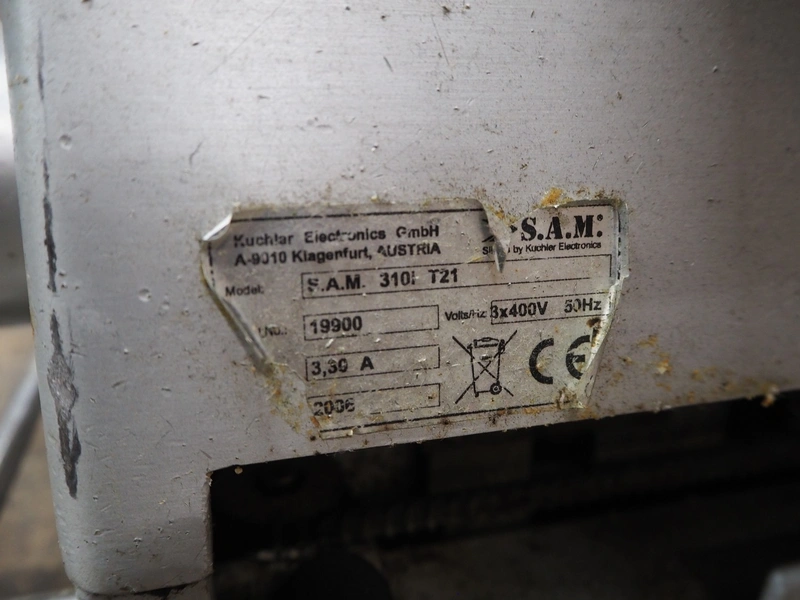 Kuchler Electronics GmbH
A-9010 Klagenfurt, AUSTRIA
S.A.M.
by Kuchler Electronics
Model: S.A.M. 310 T21
19900
Volts/Hz 3x400V 50Hz
3,30 A
CE
2006